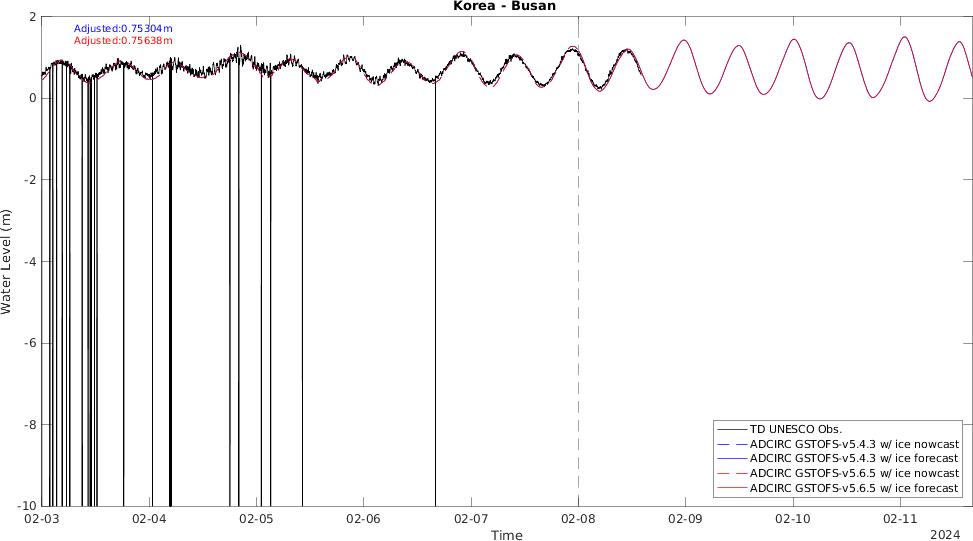 Korea - Busan
Adjusted:0.75304m
Adjusted:0.75638m
2
0
-2
-4
-6
-8
-10
Water Level (m)
TD UNESCO Obs.
ADCIRC GSTOFS-v5.4.3 w/ ice nowcast
ADCIRC GSTOFS-v5.4.3 w/ ice forecast
ADCIRC GSTOFS-v5.6.5 w/ ice nowcast
ADCIRC GSTOFS-v5.6.5 w/ ice forecast
02-03 02-04 02-05 02-06 02-07 02-08 02-09 02-10 02-11
Time
2024